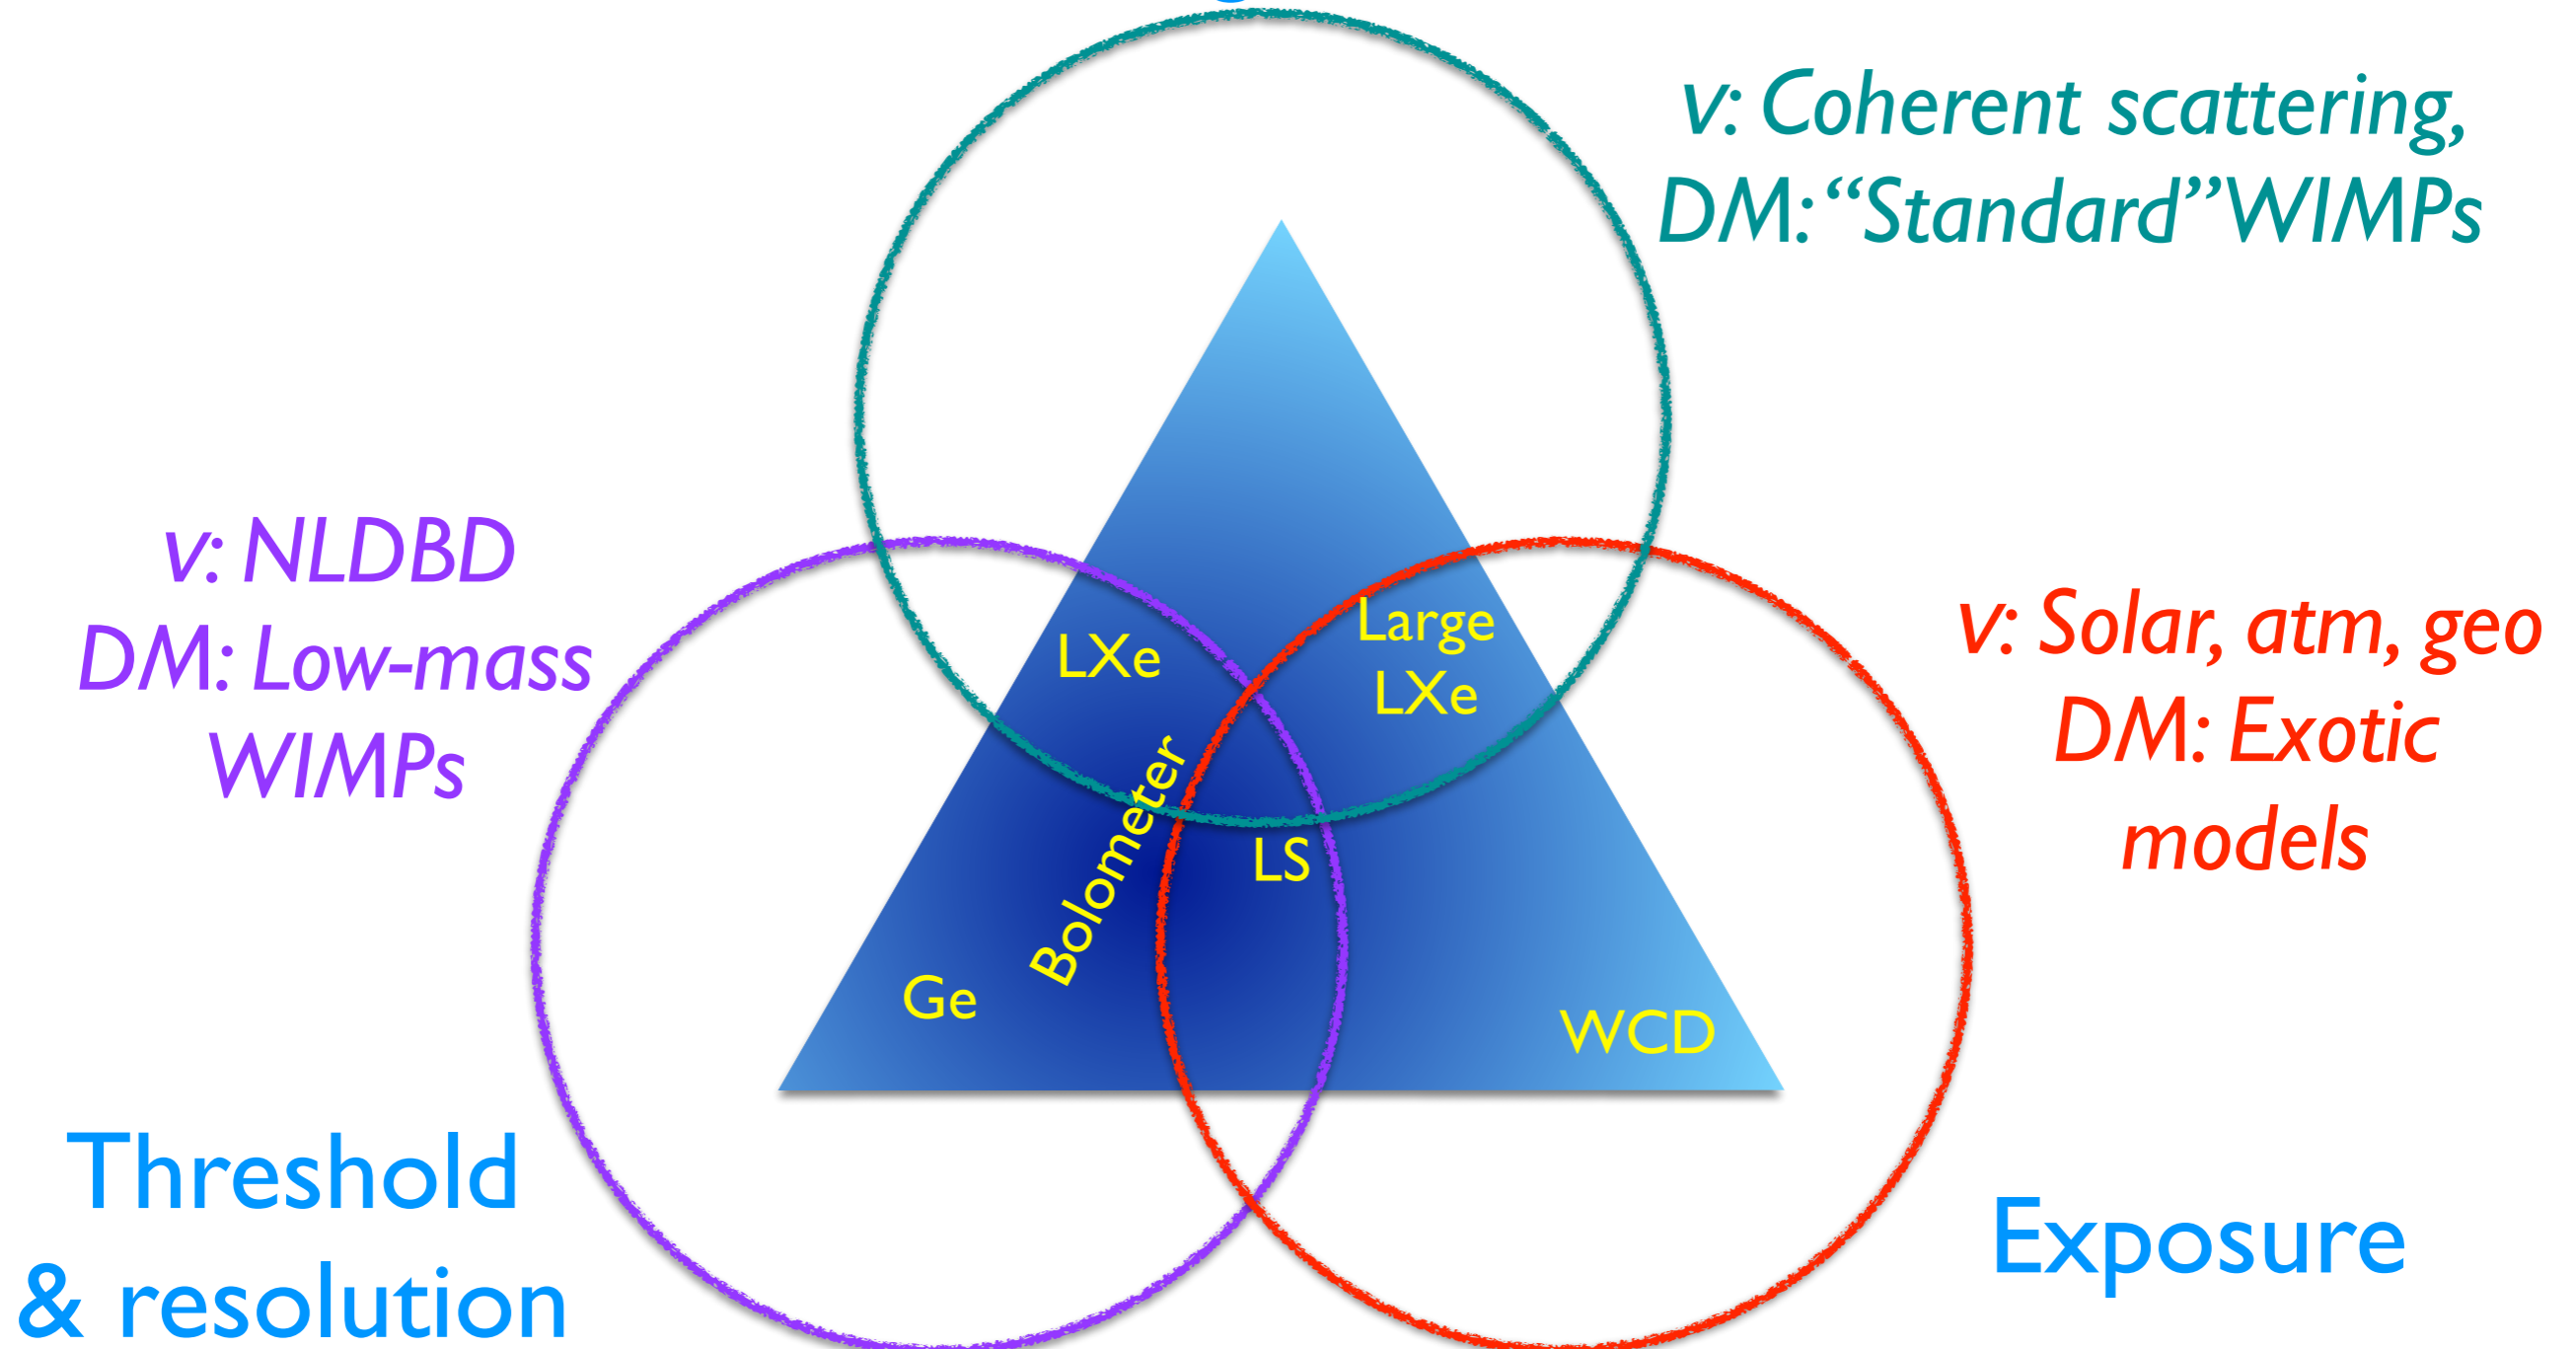 ν: Coherent scattering,
DM: “Standard” WIMPs
ν: NLDBD
DM: Low-mass
WIMPs
Large
LXe
LXe
ν: Solar, atm, geo
DM: Exotic
models
Bolometer
LS
Ge
WCD
Threshold
& resolution
Exposure